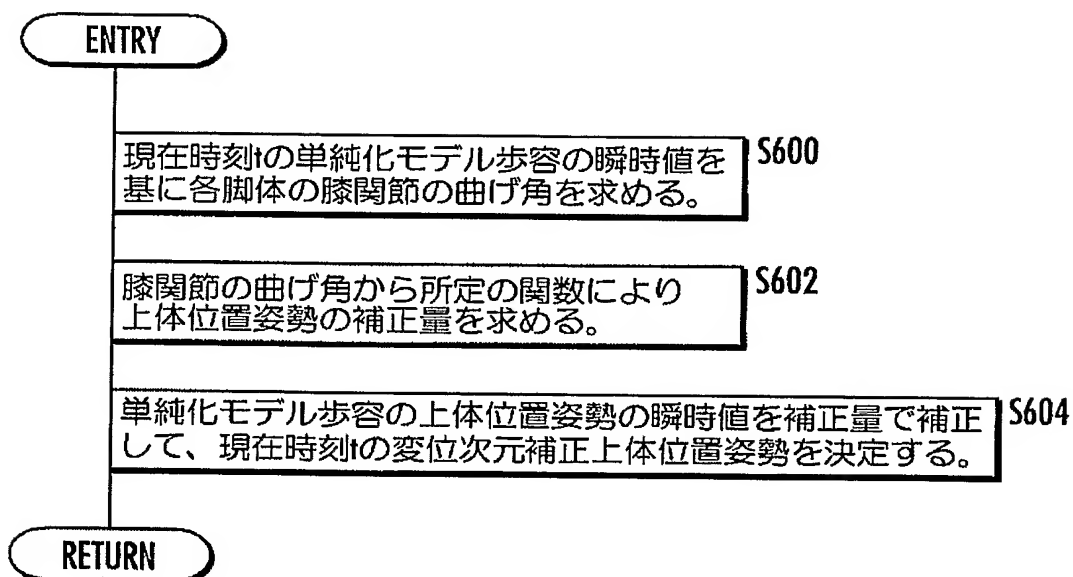 ENTRY
現在時刻tの単純化モデル歩容の瞬時値を
基に各脚体の膝関節の曲げ角を求める。
S600
膝関節の曲げ角から所定の関数により
上体位置姿勢の補正量を求める。
S602
単純化モデル歩容の上体位置姿勢の瞬時値を補正量で補正
して、現在時刻tの変位次元補正上体位置姿勢を決定する。
S604
RETURN